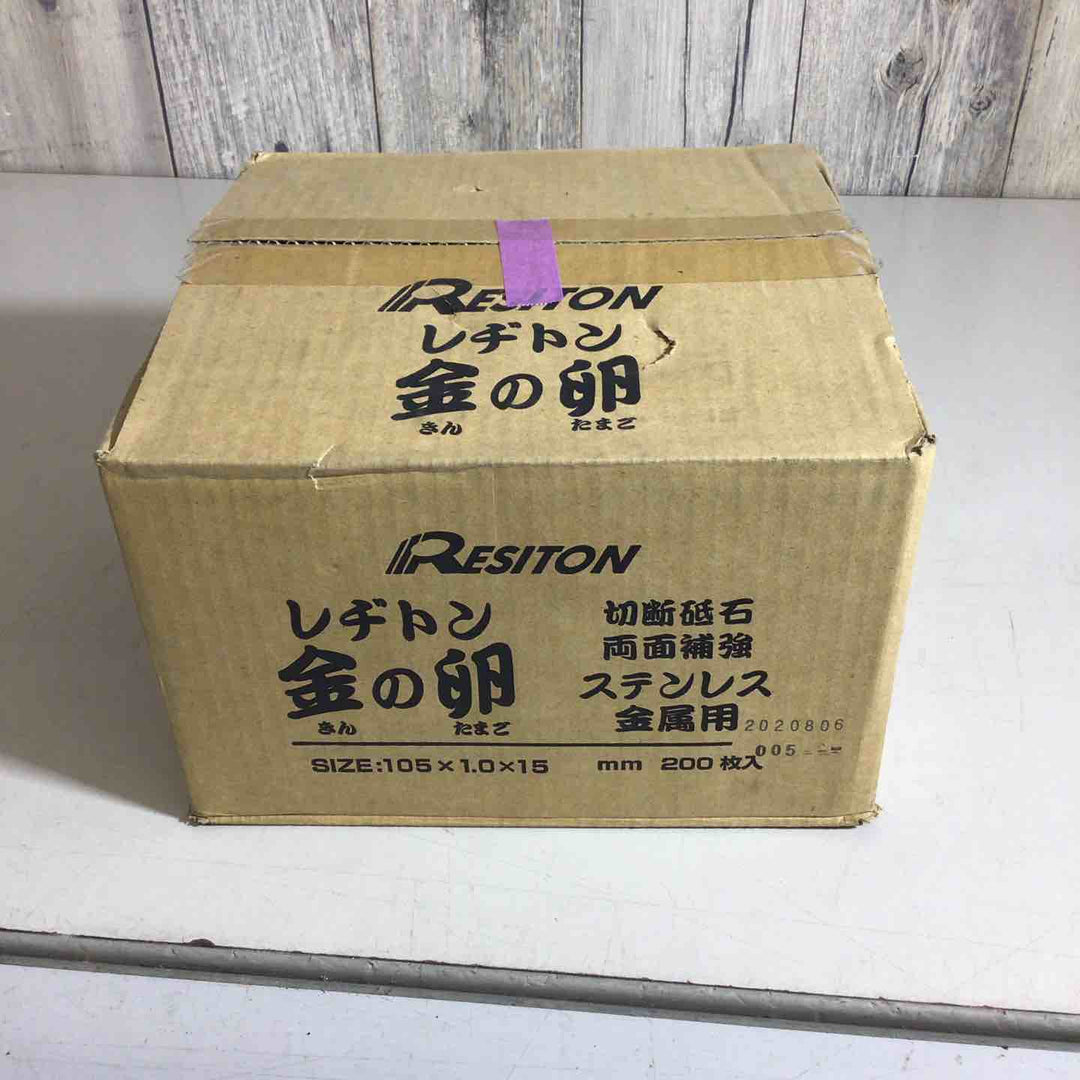 RESITON
レヂトン
金の卵
きん たまご
RESITON
レヂトン
金の卵
きん たまご
切断砥石
両面補強
ステンレス
金属用
2020806
005
SIZE:105×1.0×15 mm 200枚入